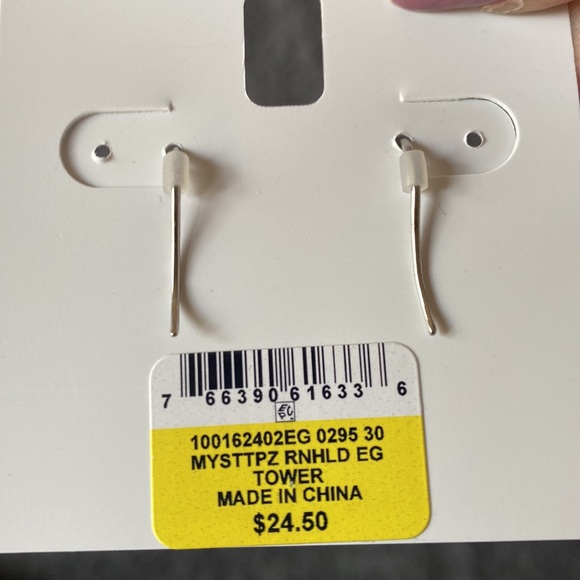 7 66390 61633 6
100162402EG 0295 30
MYSTTPZ RNHLD EG
TOWER
MADE IN CHINA
$24.50